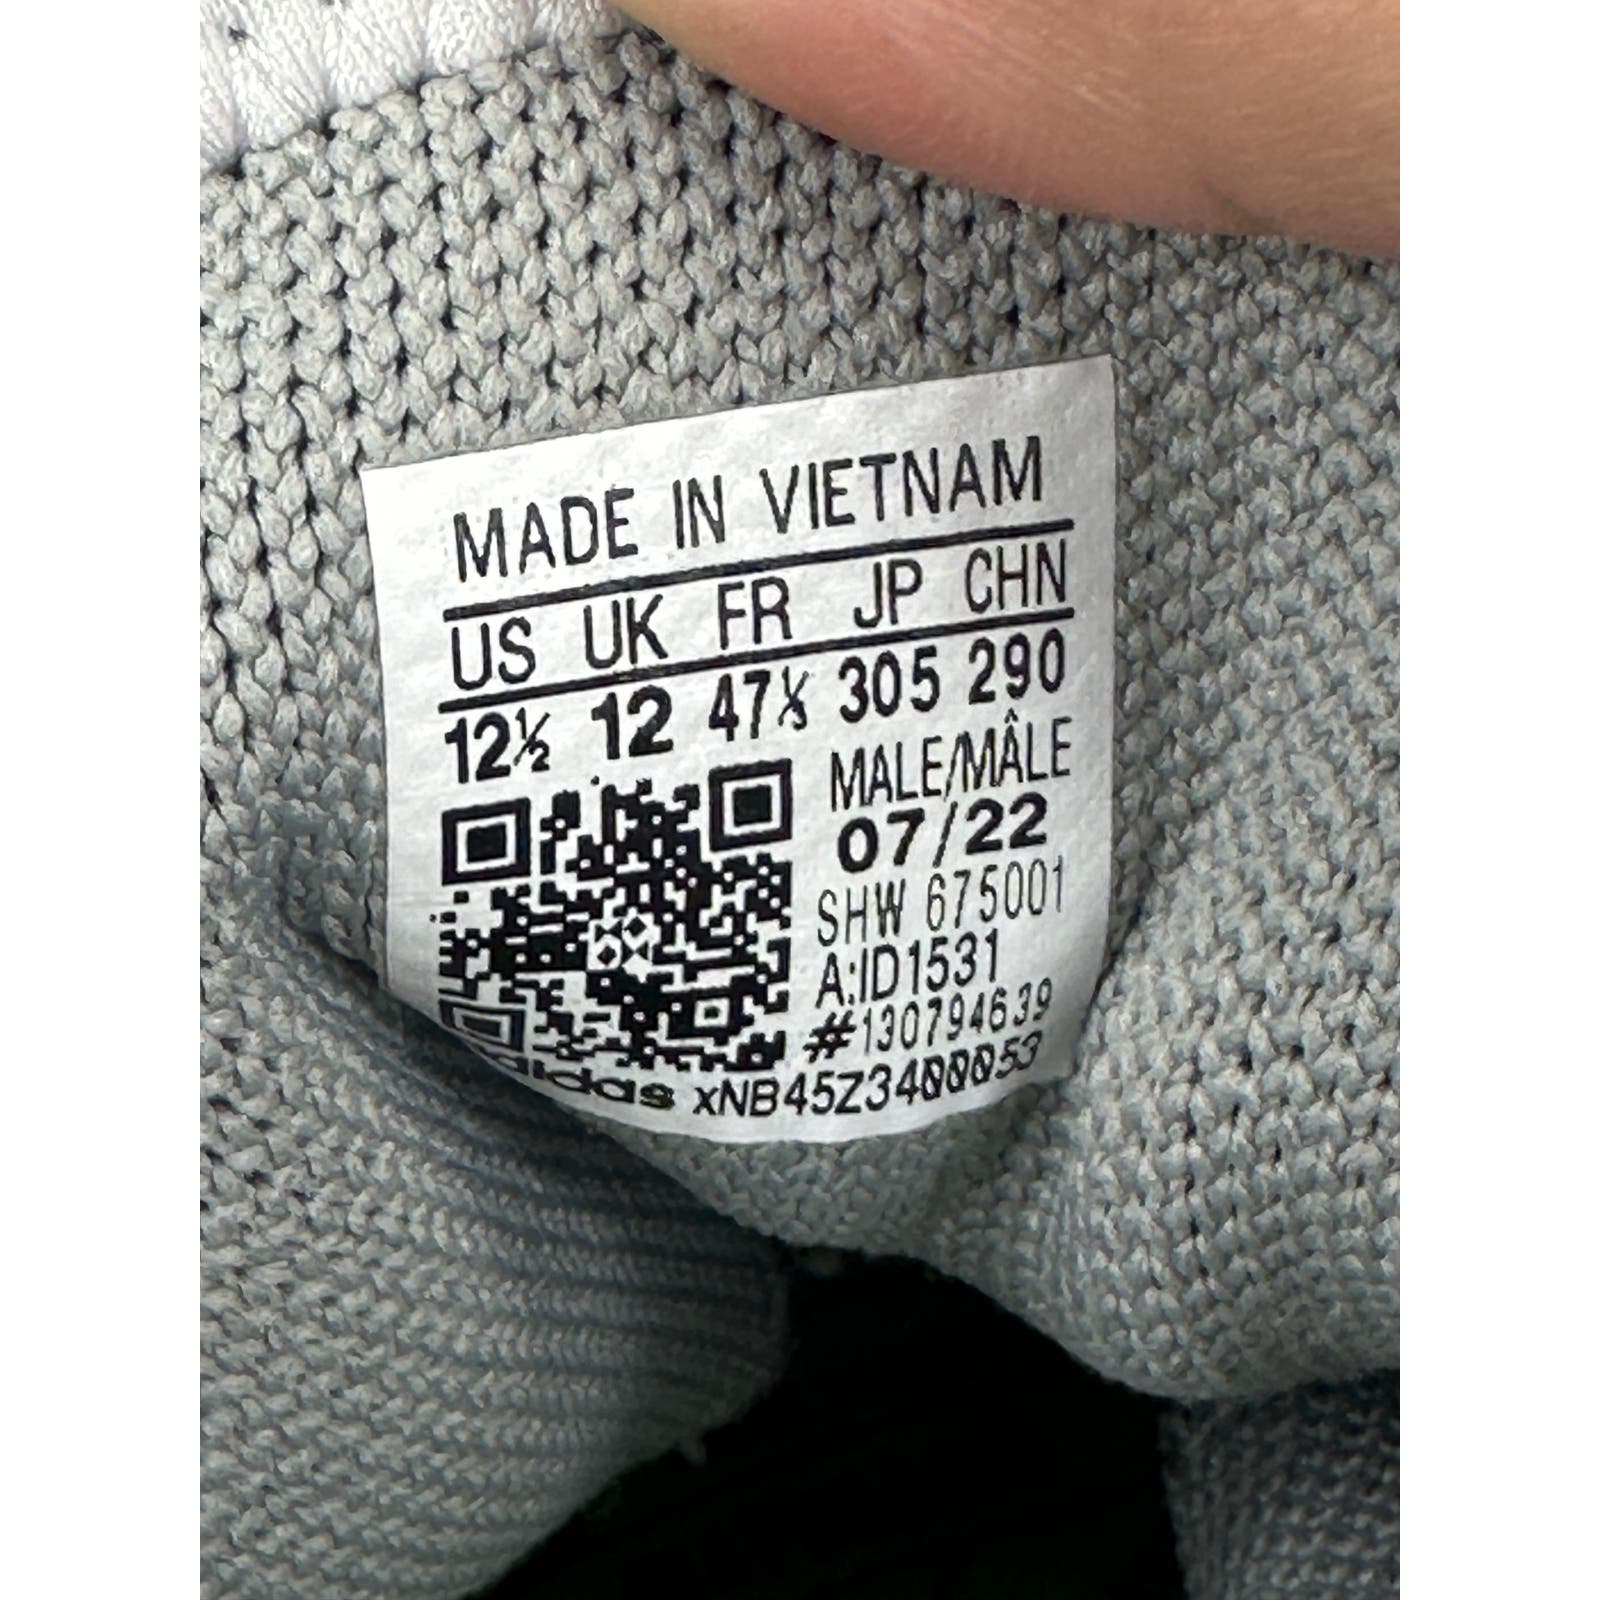 MADE IN VIETNAM
US UK FR JP CHN
12½ 12 47⅓ 305 290
MALE/MÂLE
07/22
SHW 675001
A:ID1531
#130794639
adidas xNB45Z3400053